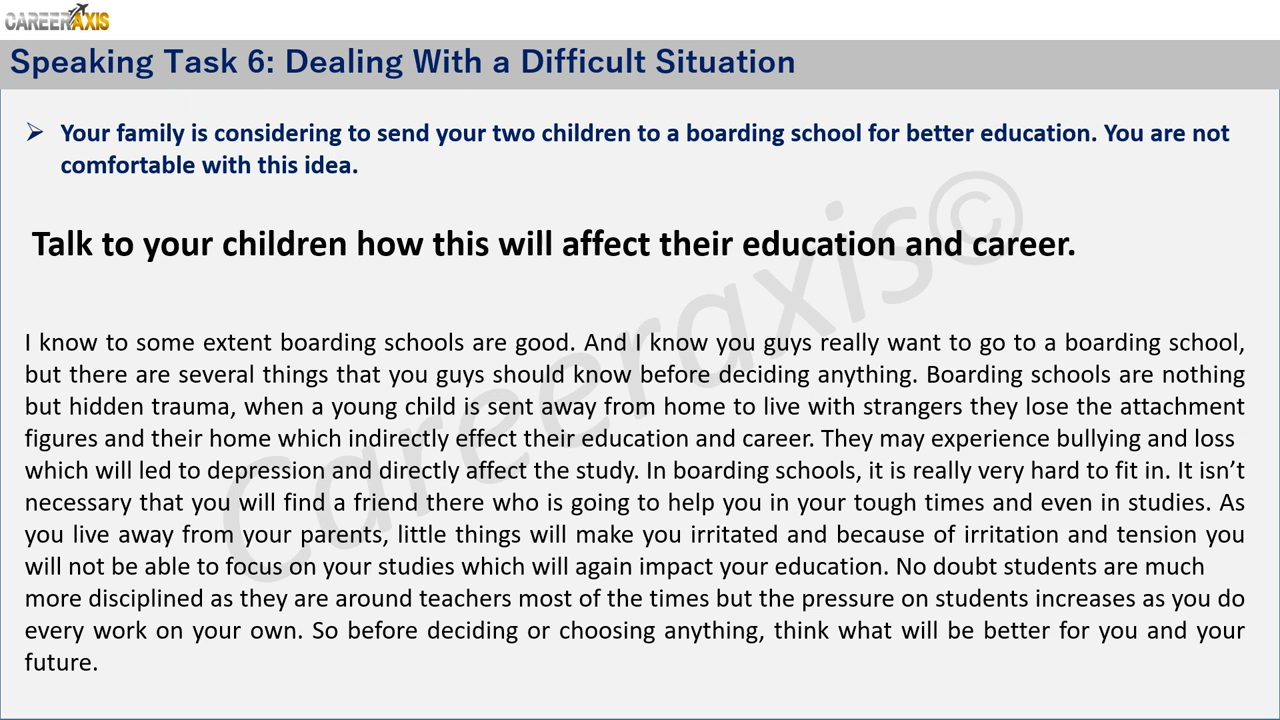 CAREERAXIS
Speaking Task 6: Dealing With a Difficult Situation
➢ Your family is considering to send your two children to a boarding school for better education. You are not
comfortable with this idea.
Talk to your children how this will affect their education and career.
I know to some extent boarding schools are good. And I know you guys really want to go to a boarding school,
but there are several things that you guys should know before deciding anything. Boarding schools are nothing
but hidden trauma, when a young child is sent away from home to live with strangers they lose the attachment
figures and their home which indirectly effect their education and career. They may experience bullying and loss
which will led to depression and directly affect the study. In boarding schools, it is really very hard to fit in. It isn’t
necessary that you will find a friend there who is going to help you in your tough times and even in studies. As
you live away from your parents, little things will make you irritated and because of irritation and tension you
will not be able to focus on your studies which will again impact your education. No doubt students are much
more disciplined as they are around teachers most of the times but the pressure on students increases as you do
every work on your own. So before deciding or choosing anything, think what will be better for you and your
future.
Careeraxis©